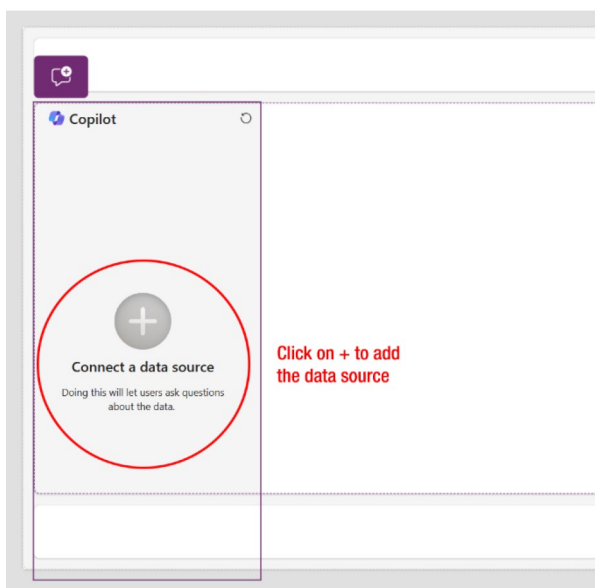 Copilot
Connect a data source
Doing this will let users ask questions
about the data.
Click on + to add
the data source